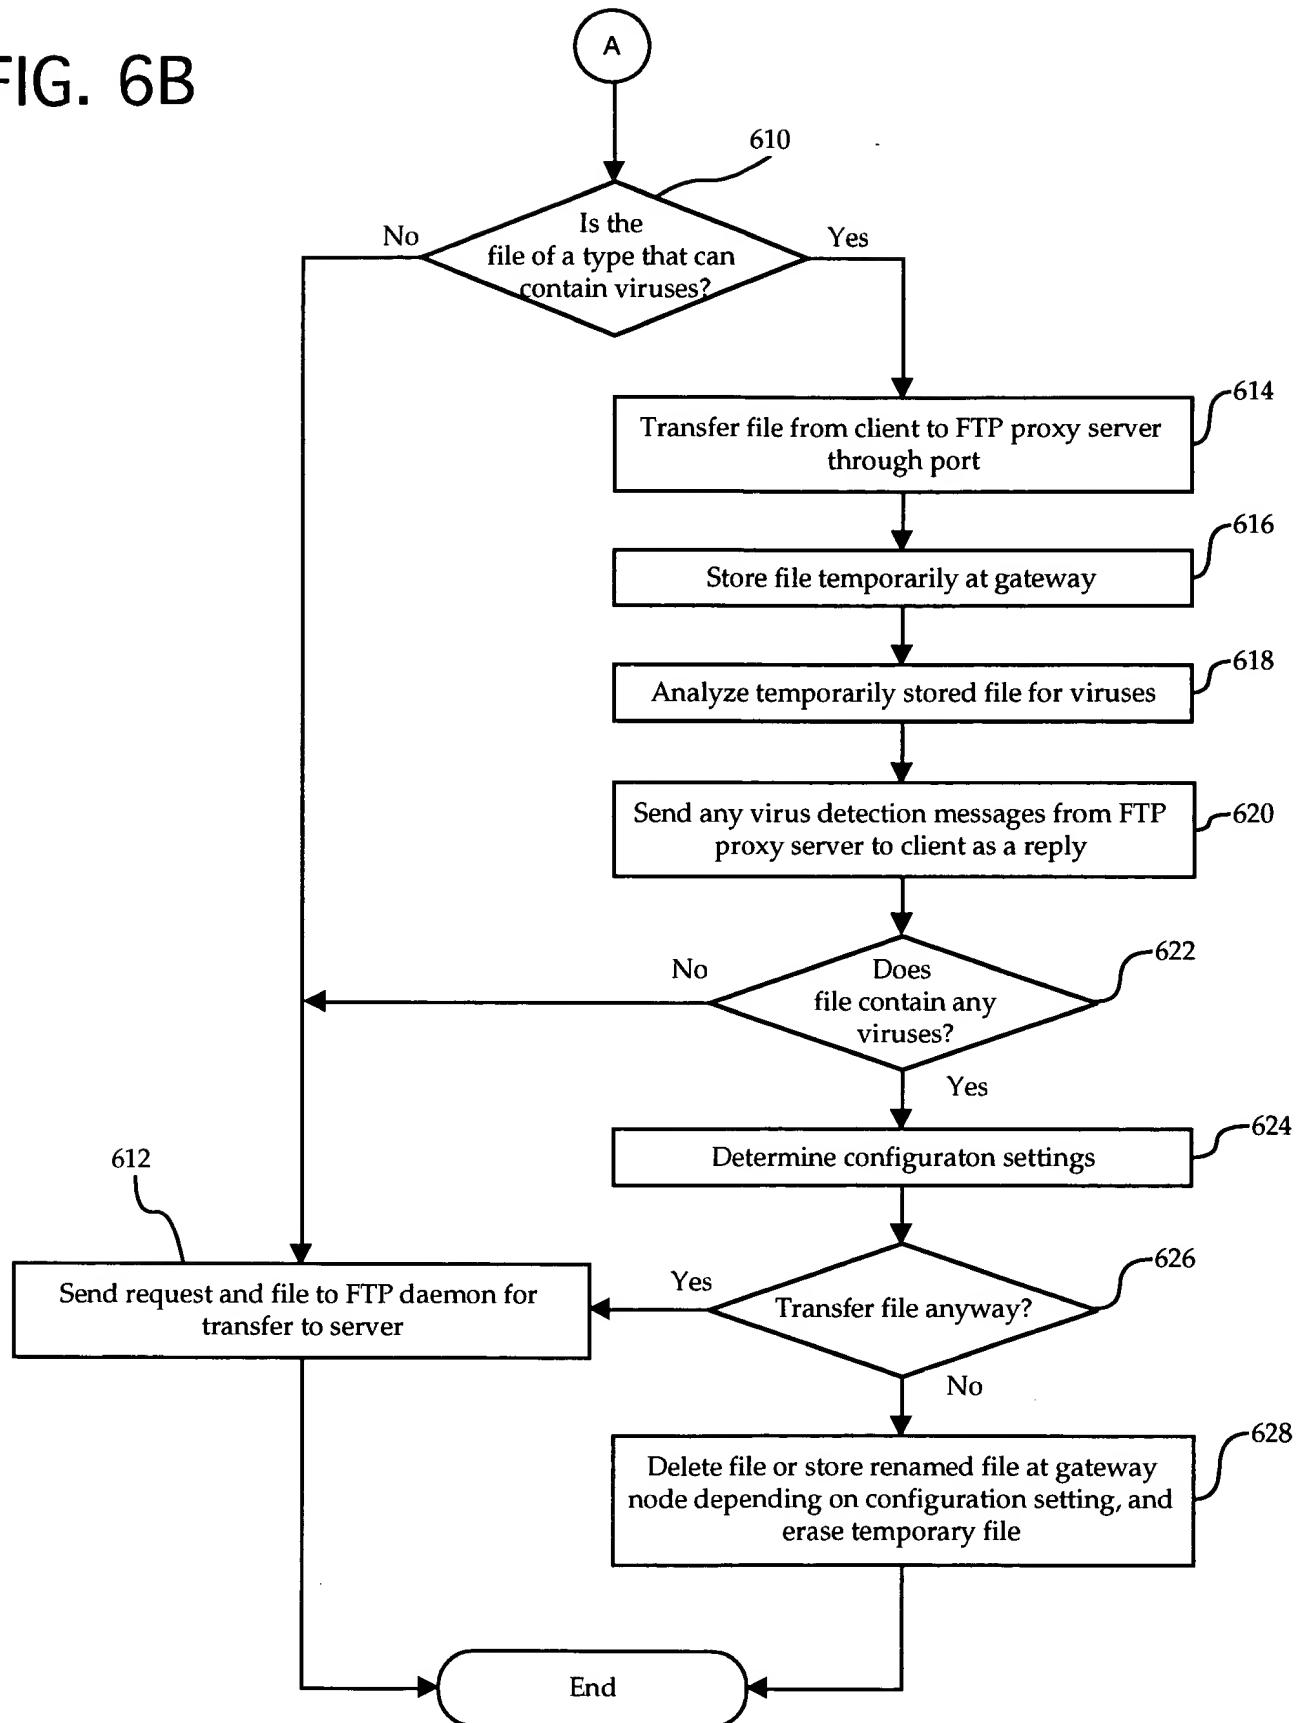 A
FIG. 6B
610
Is the
file of a type that can
contain viruses?
No
Yes
614
Transfer file from client to FTP proxy server
through port
616
Store file temporarily at gateway
618
Analyze temporarily stored file for viruses
620
Send any virus detection messages from FTP
proxy server to client as a reply
622
Does
file contain any
viruses?
No
Yes
624
Determine configuraton settings
612
Send request and file to FTP daemon for
transfer to server
626
Yes
Transfer file anyway?
No
628
Delete file or store renamed file at gateway
node depending on configuration setting, and
erase temporary file
End